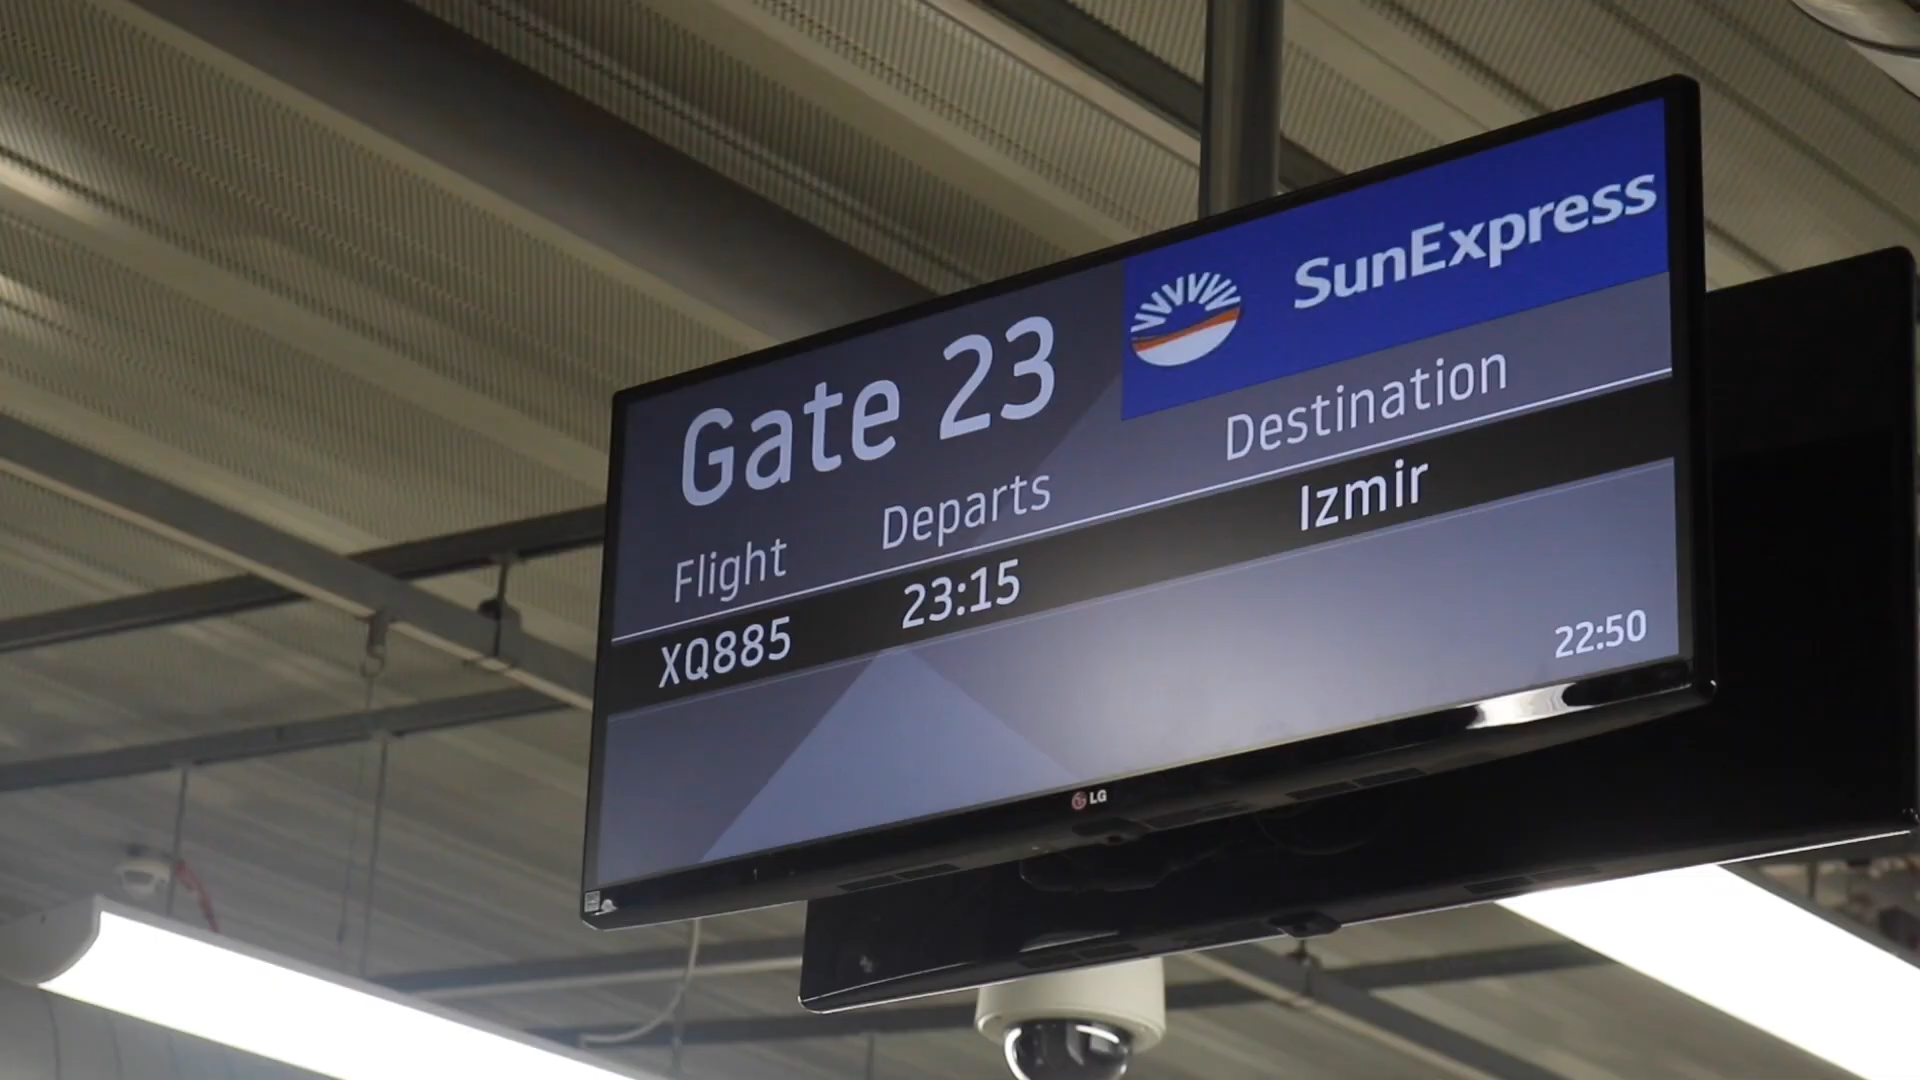 SunExpress
Gate 23
Flight Departs Destination
XQ885 23:15 Izmir
22:50
LG